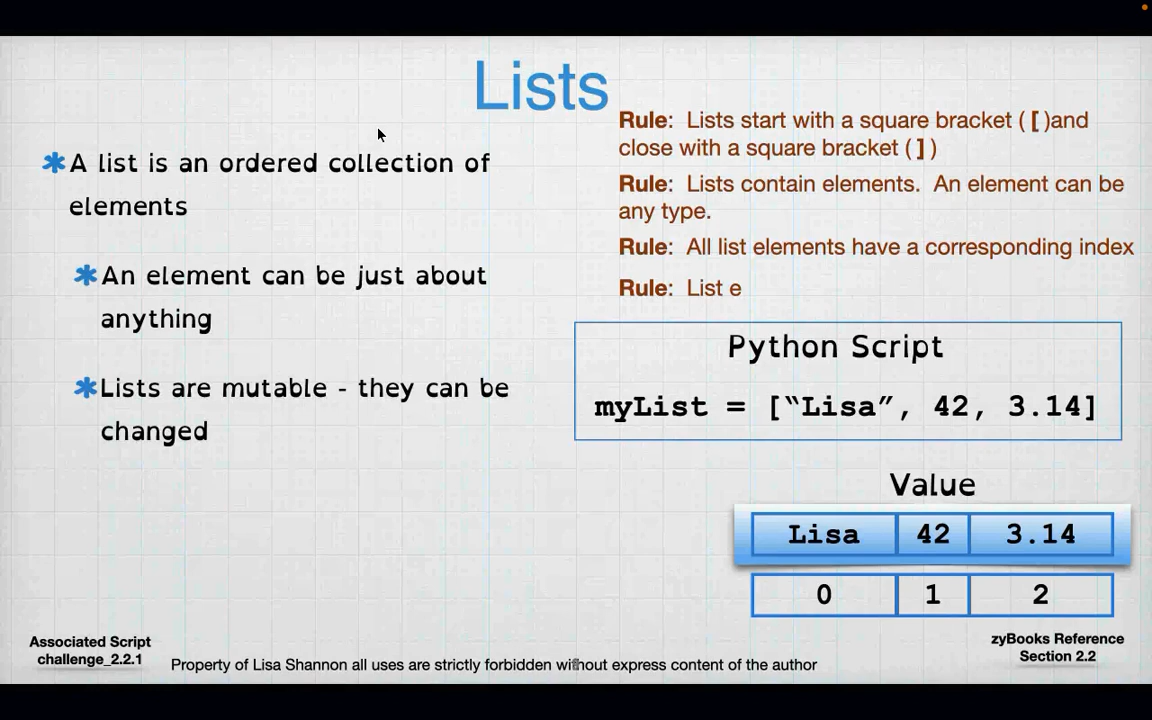 Lists
A list is an ordered collection of
elements
An element can be just about
anything
Lists are mutable - they can be
changed
Rule: Lists start with a square bracket ( [ )and
close with a square bracket ( ] )
Rule: Lists contain elements. An element can be
any type.
Rule: All list elements have a corresponding index
Rule: List e
Python Script
myList = [“Lisa”, 42, 3.14]
Value
Lisa 42 3.14
0 1 2
Associated Script
challenge_2.2.1
Property of Lisa Shannon all uses are strictly forbidden without express content of the author
zyBooks Reference
Section 2.2